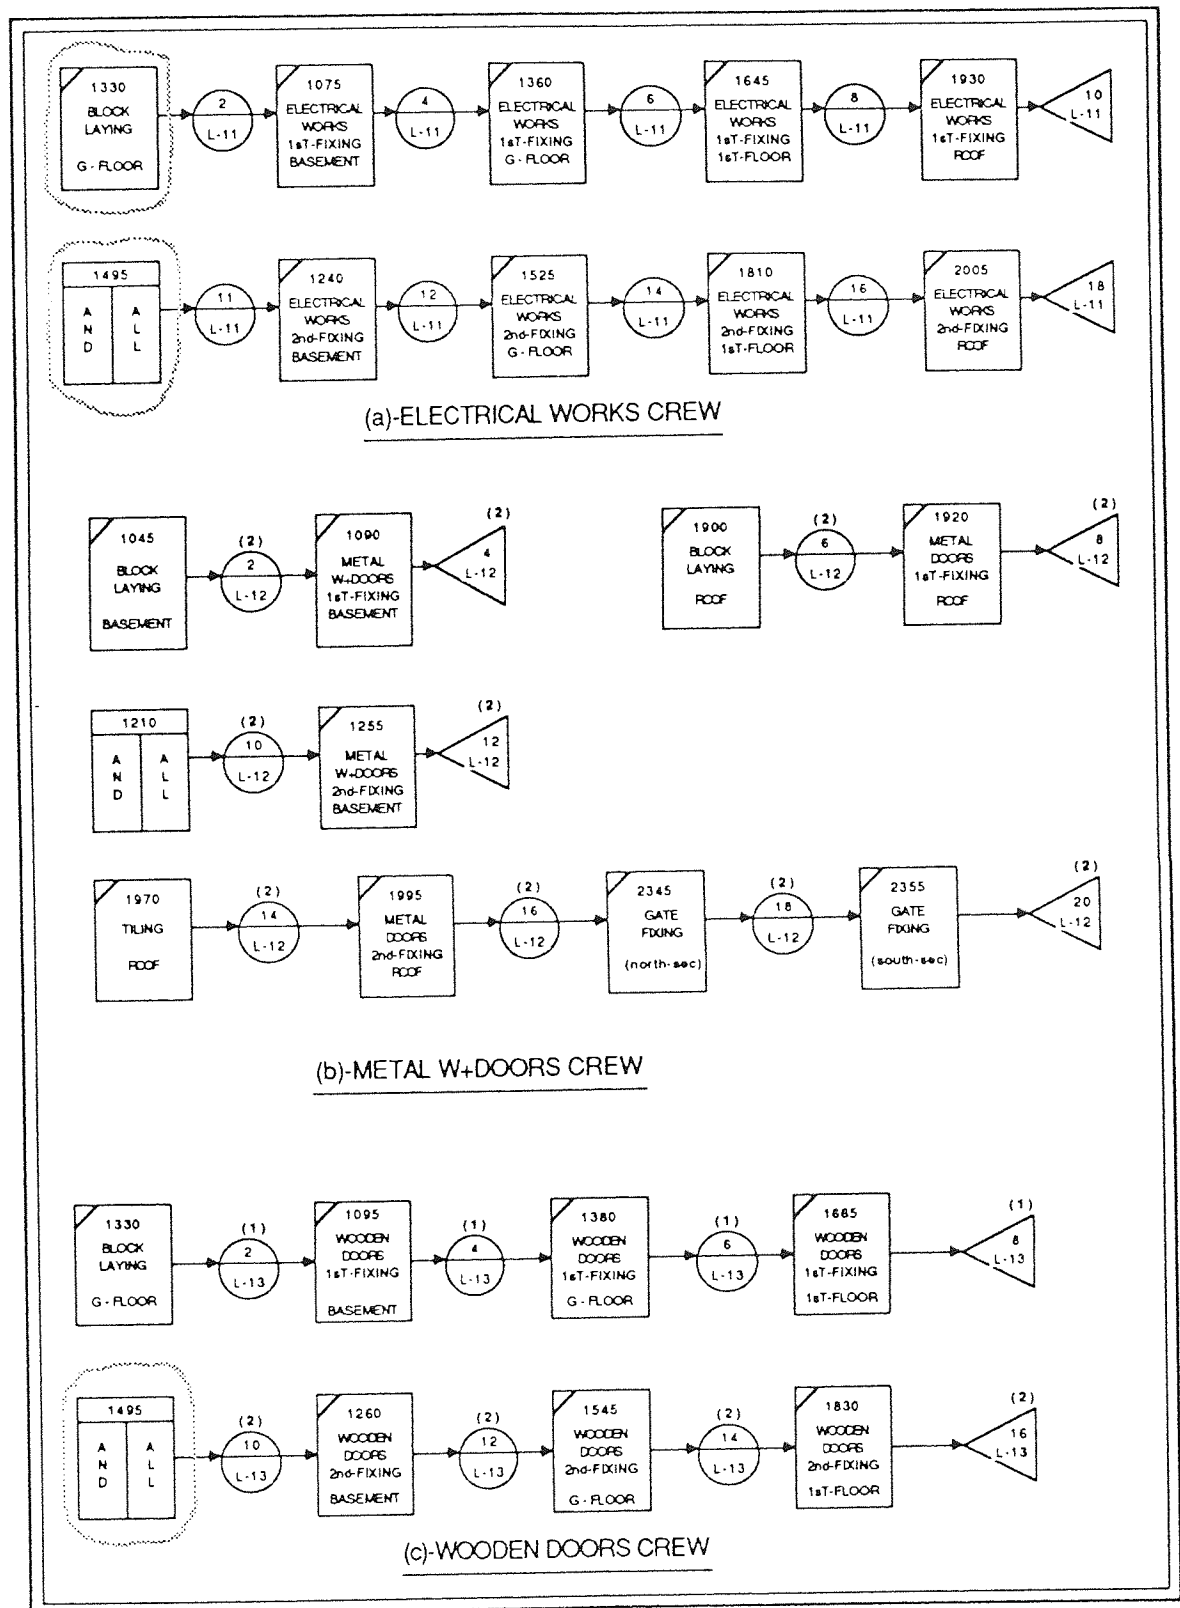 1330
BLOCK
LAYING
G - FLOOR
2
L-11
1075
ELECTRICAL
WORKS
1sT-FIXING
BASEMENT
4
L-11
1360
ELECTRICAL
WORKS
1sT-FIXING
G - FLOOR
6
L-11
1645
ELECTRICAL
WORKS
1sT-FIXING
1sT-FLOOR
8
L-11
1930
ELECTRICAL
WORKS
1sT-FIXING
ROOF
10
L-11
1495
AND
ALL
11
L-11
1240
ELECTRICAL
WORKS
2nd-FIXING
BASEMENT
12
L-11
1525
ELECTRICAL
WORKS
2nd-FIXING
G - FLOOR
14
L-11
1810
ELECTRICAL
WORKS
2nd-FIXING
1sT-FLOOR
16
L-11
2005
ELECTRICAL
WORKS
2nd-FIXING
ROOF
18
L-11
(a)-ELECTRICAL WORKS CREW
1045
BLOCK
LAYING
BASEMENT
(2)
2
L-12
1090
METAL
W+DOORS
1sT-FIXING
BASEMENT
(2)
4
L-12
1900
BLOCK
LAYING
ROOF
(2)
6
L-12
1920
METAL
DOORS
1sT-FIXING
ROOF
(2)
8
L-12
1210
AND
ALL
(2)
10
L-12
1255
METAL
W+DOORS
2nd-FIXING
BASEMENT
(2)
12
L-12
1970
TILING
ROOF
(2)
14
L-12
1995
METAL
DOORS
2nd-FIXING
ROOF
(2)
16
L-12
2345
GATE
FIXING
(north-sec)
(2)
18
L-12
2355
GATE
FIXING
(south-sec)
(2)
20
L-12
(b)-METAL W+DOORS CREW
1330
BLOCK
LAYING
G - FLOOR
(1)
2
L-13
1095
WOODEN
DOORS
1sT-FIXING
BASEMENT
(1)
4
L-13
1380
WOODEN
DOORS
1sT-FIXING
G - FLOOR
(1)
6
L-13
1665
WOODEN
DOORS
1sT-FIXING
1sT-FLOOR
(1)
8
L-13
1495
AND
ALL
(2)
10
L-13
1260
WOODEN
DOORS
2nd-FIXING
BASEMENT
(2)
12
L-13
1545
WOODEN
DOORS
2nd-FIXING
G - FLOOR
(2)
14
L-13
1830
WOODEN
DOORS
2nd-FIXING
1sT-FLOOR
(2)
16
L-13
(c)-WOODEN DOORS CREW